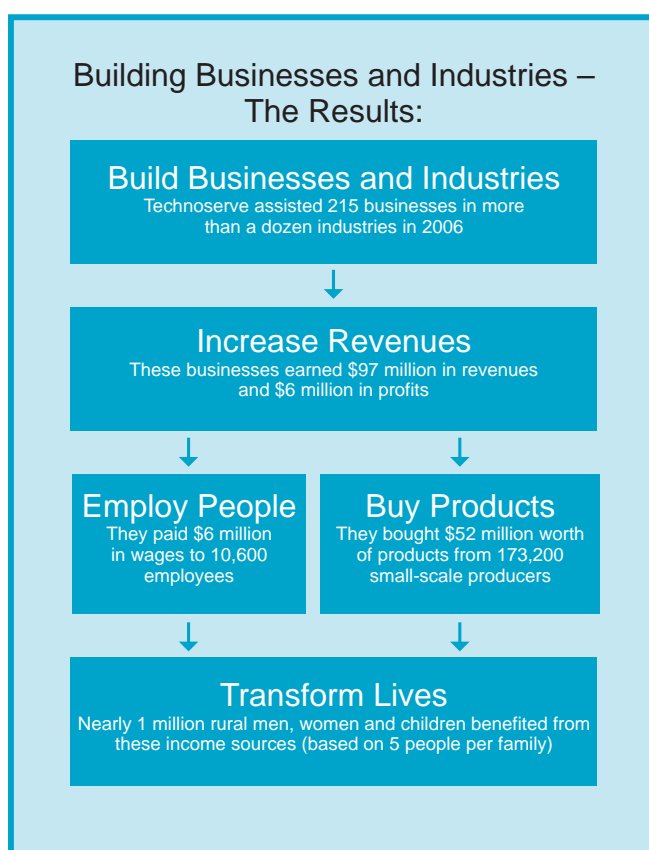 Building Businesses and Industries –
The Results:
Build Businesses and Industries
Technoserve assisted 215 businesses in more
than a dozen industries in 2006
Increase Revenues
These businesses earned $97 million in revenues
and $6 million in profits
Employ People
They paid $6 million
in wages to 10,600
employees
Buy Products
They bought $52 million worth
of products from 173,200
small-scale producers
Transform Lives
Nearly 1 million rural men, women and children benefited from
these income sources (based on 5 people per family)